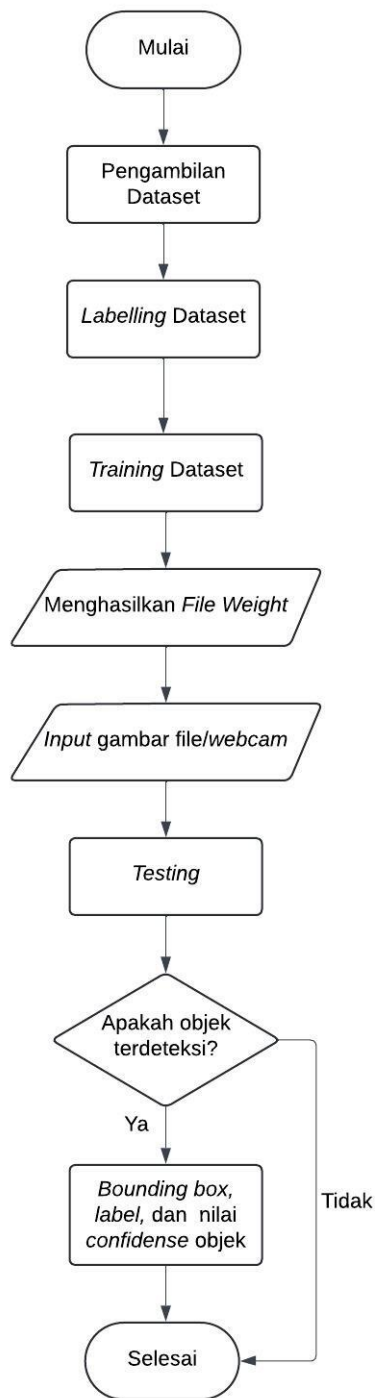 Mulai
Pengambilan
Dataset
Labelling Dataset
Training Dataset
Menghasilkan File Weight
Input gambar file/webcam
Testing
Apakah objek
terdeteksi?
Ya
Bounding box,
label, dan nilai
confidense objek
Tidak
Selesai